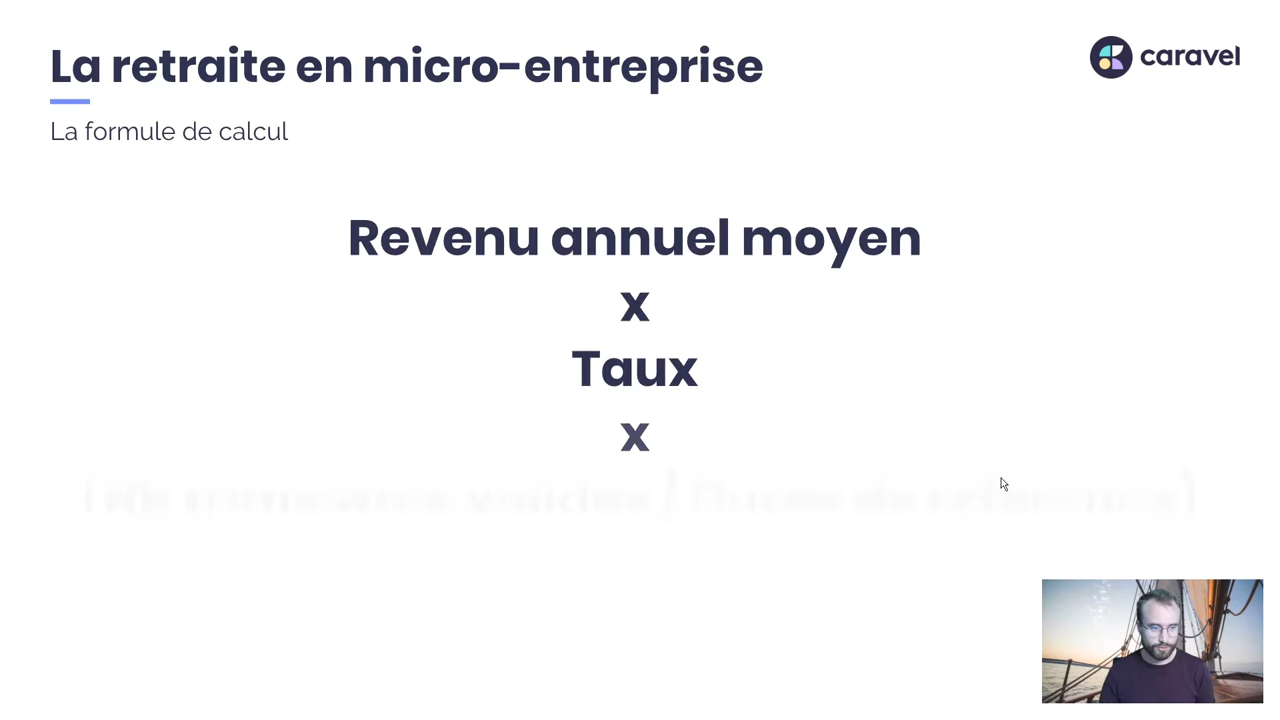 La retraite en micro-entreprise
caravel
La formule de calcul
Revenu annuel moyen
x
Taux
x